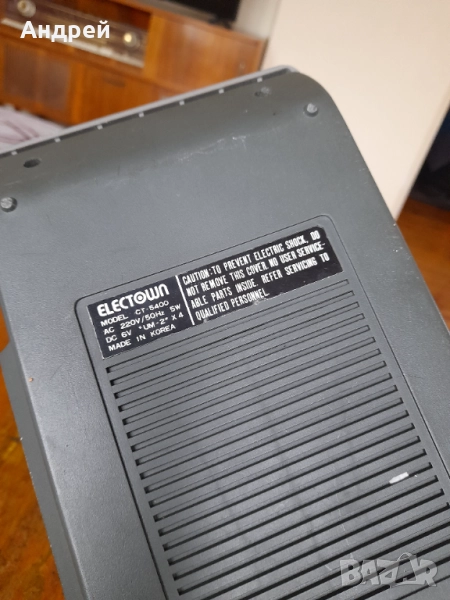 Андрей
ELECTOWN
MODEL CT-5400
AC 220V/50Hz 5W
DC 6V "UM-2" X 4
MADE IN KOREA
CAUTION: TO PREVENT ELECTRIC SHOCK, DO
NOT REMOVE THIS COVER NO USER SERVICE-
ABLE PARTS INSIDE. REFER SERVICING TO
QUALIFIED PERSONNEL.
BAZAR